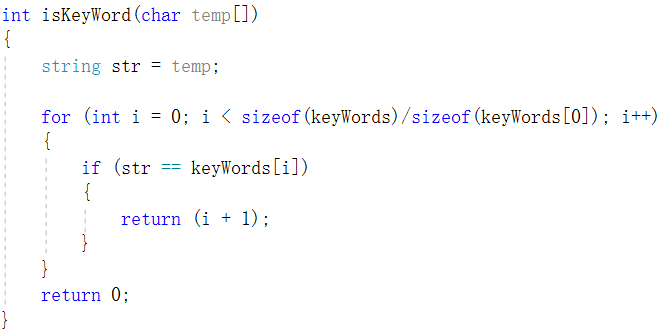 int isKeyWord(char temp[])
{
    string str = temp;

    for (int i = 0; i < sizeof(keyWords)/sizeof(keyWords[0]); i++)
    {
        if (str == keyWords[i])
        {
            return (i + 1);
        }
    }
    return 0;
}